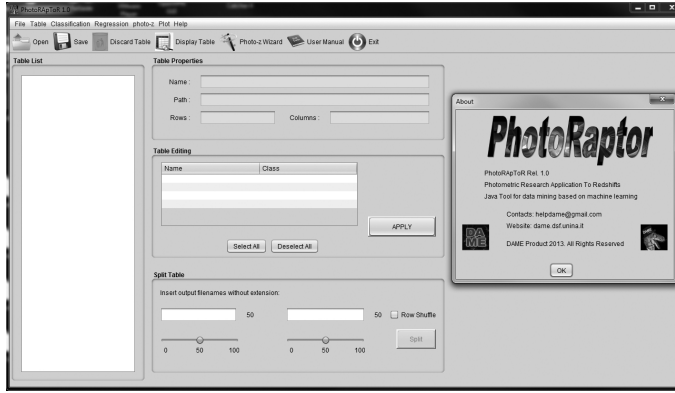 PhotoRApToR 1.0
File Table Classification Regression photo-z Plot Help
Open Save Discard Table Display Table Photo-z Wizard User Manual Exit
Table List
Table Properties
Name :
Path :
Rows : Columns :
Table Editing
Name Class
APPLY
Select All Deselect All
Split Table
Insert output filenames without extension:
50 50 Row Shuffle
0 50 100 0 50 100
Split
About
PhotoRaptor
PhotoRApToR Rel. 1.0
Photometric Research Application To Redshifts
Java Tool for data mining based on machine learning
Contacts: helpdame@gmail.com
Website: dame.dsf.unina.it
DAME
DAME Product 2013. All Rights Reserved
OK